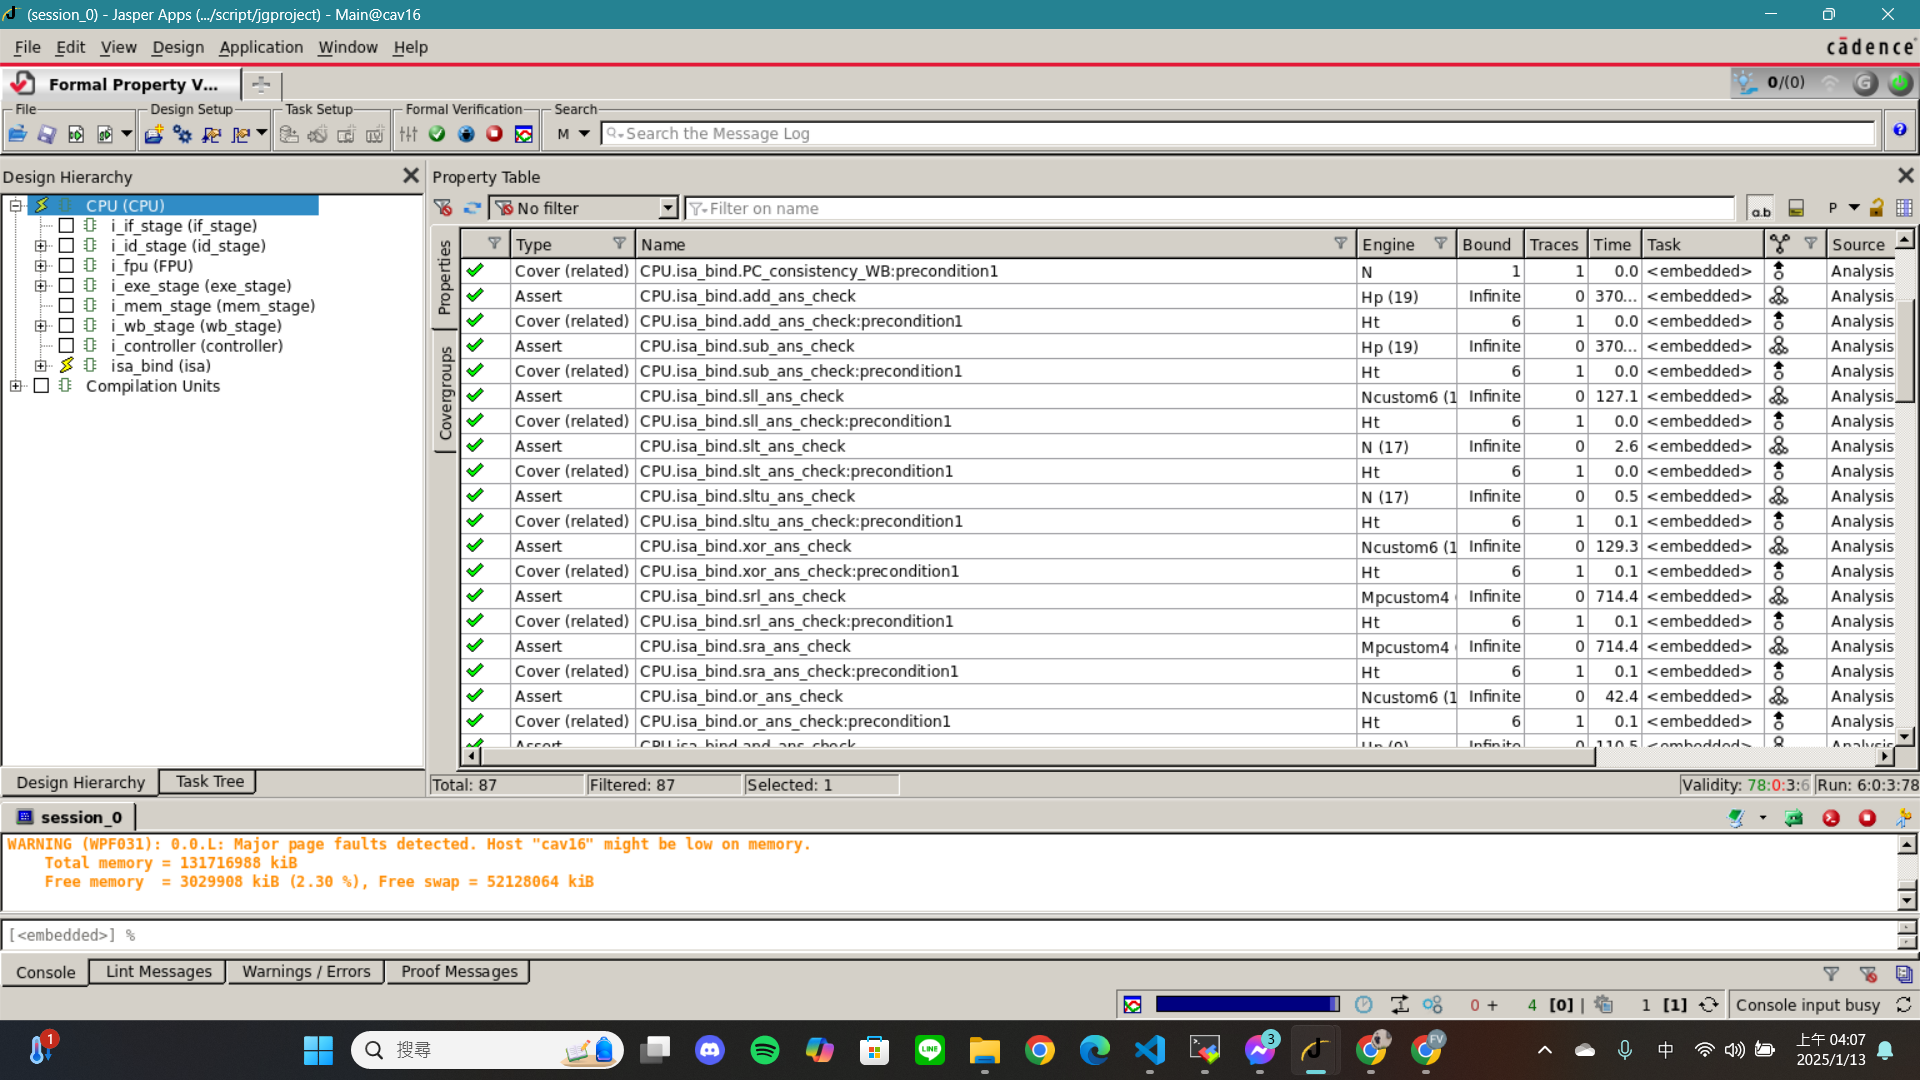 (session_0) - Jasper Apps (.../script/jgproject) - Main@cav16
File Edit View Design Application Window Help
cādence
Formal Property V...
0/(0)
File Design Setup Task Setup Formal Verification Search
M Search the Message Log
Design Hierarchy
CPU (CPU)
i_if_stage (if_stage)
i_id_stage (id_stage)
i_fpu (FPU)
i_exe_stage (exe_stage)
i_mem_stage (mem_stage)
i_wb_stage (wb_stage)
i_controller (controller)
isa_bind (isa)
Compilation Units
Design Hierarchy Task Tree
Property Table
No filter Filter on name a.b P
Properties
Covergroups
Type Name Engine Bound Traces Time Task Source
Cover (related) CPU.isa_bind.PC_consistency_WB:precondition1 N 1 1 0.0 <embedded> Analysis
Assert CPU.isa_bind.add_ans_check Hp (19) Infinite 0 370... <embedded> Analysis
Cover (related) CPU.isa_bind.add_ans_check:precondition1 Ht 6 1 0.0 <embedded> Analysis
Assert CPU.isa_bind.sub_ans_check Hp (19) Infinite 0 370... <embedded> Analysis
Cover (related) CPU.isa_bind.sub_ans_check:precondition1 Ht 6 1 0.0 <embedded> Analysis
Assert CPU.isa_bind.sll_ans_check Ncustom6 (1 Infinite 0 127.1 <embedded> Analysis
Cover (related) CPU.isa_bind.sll_ans_check:precondition1 Ht 6 1 0.0 <embedded> Analysis
Assert CPU.isa_bind.slt_ans_check N (17) Infinite 0 2.6 <embedded> Analysis
Cover (related) CPU.isa_bind.slt_ans_check:precondition1 Ht 6 1 0.0 <embedded> Analysis
Assert CPU.isa_bind.sltu_ans_check N (17) Infinite 0 0.5 <embedded> Analysis
Cover (related) CPU.isa_bind.sltu_ans_check:precondition1 Ht 6 1 0.1 <embedded> Analysis
Assert CPU.isa_bind.xor_ans_check Ncustom6 (1 Infinite 0 129.3 <embedded> Analysis
Cover (related) CPU.isa_bind.xor_ans_check:precondition1 Ht 6 1 0.1 <embedded> Analysis
Assert CPU.isa_bind.srl_ans_check Mpcustom4 Infinite 0 714.4 <embedded> Analysis
Cover (related) CPU.isa_bind.srl_ans_check:precondition1 Ht 6 1 0.1 <embedded> Analysis
Assert CPU.isa_bind.sra_ans_check Mpcustom4 Infinite 0 714.4 <embedded> Analysis
Cover (related) CPU.isa_bind.sra_ans_check:precondition1 Ht 6 1 0.1 <embedded> Analysis
Assert CPU.isa_bind.or_ans_check Ncustom6 (1 Infinite 0 42.4 <embedded> Analysis
Cover (related) CPU.isa_bind.or_ans_check:precondition1 Ht 6 1 0.1 <embedded> Analysis
Assert CPU.isa_bind.and_ans_check Hp (9) Infinite 0 110.5 <embedded> Analysis
Total: 87 Filtered: 87 Selected: 1 Validity: 78:0:3:6 Run: 6:0:3:78
session_0
WARNING (WPF031): 0.0.L: Major page faults detected. Host "cav16" might be low on memory.
Total memory = 131716988 kiB
Free memory = 3029908 kiB (2.30 %), Free swap = 52128064 kiB
[<embedded>] %
Console Lint Messages Warnings / Errors Proof Messages
0 + 4 [0] | 1 [1] Console input busy
1 搜尋 LINE 3 FV 中 上午 04:07
2025/1/13